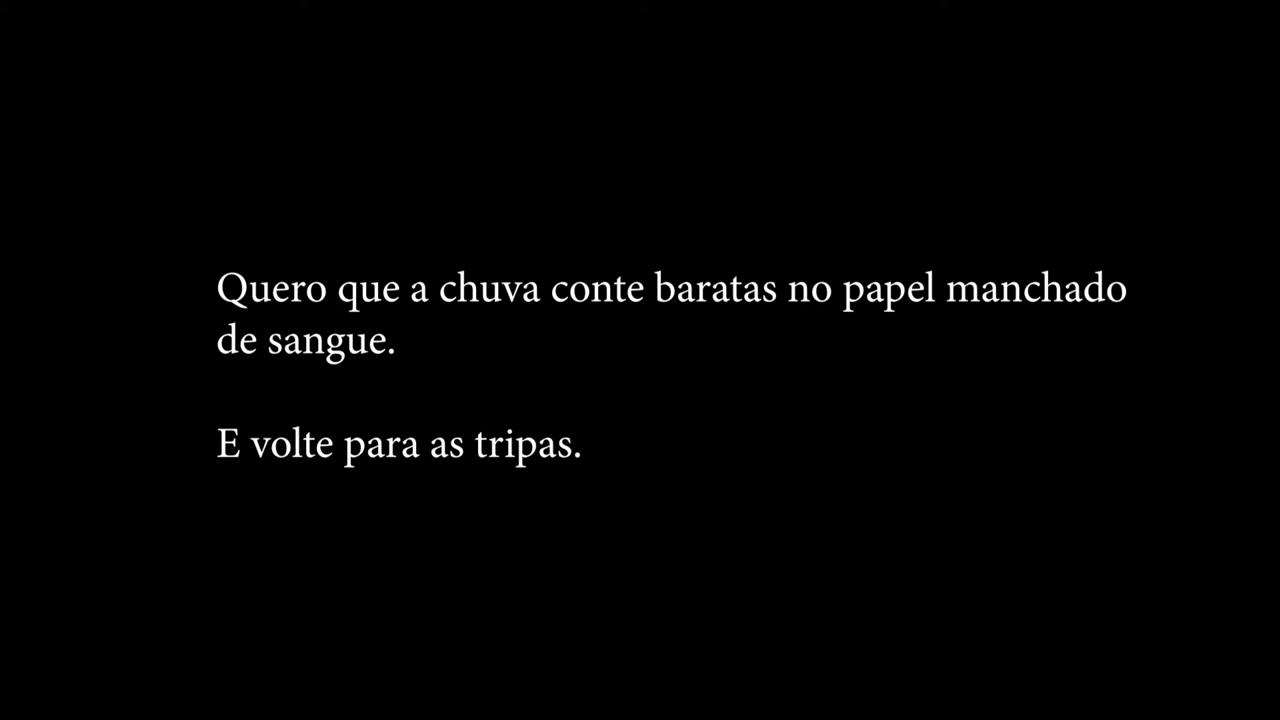 Quero que a chuva conte baratas no papel manchado
de sangue.
E volte para as tripas.